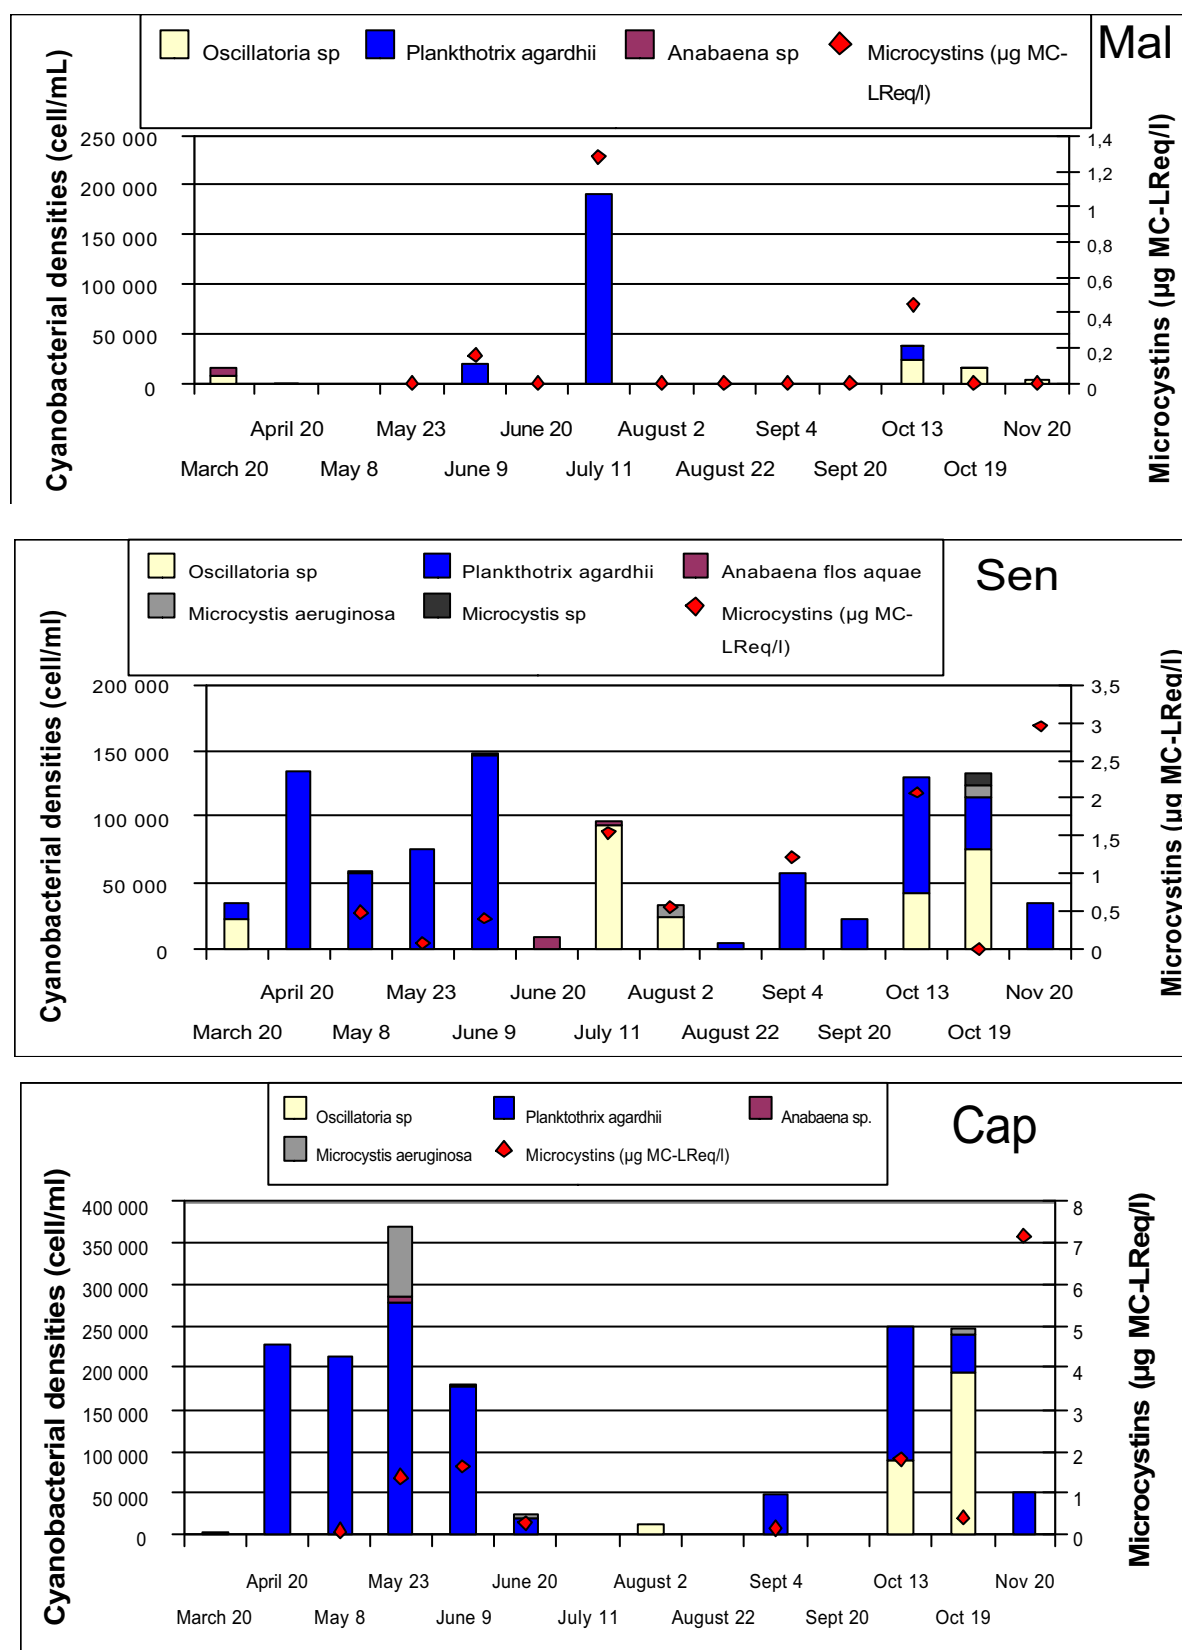 Oscillatoria sp Plankthotrix agardhii Anabaena sp Microcystins (µg MC-
LReq/l)
Mal
Cyanobacterial densities (cell/mL)
250 000
200 000
150 000
100 000
50 000
0
1,4
1,2
1
0,8
0,6
0,4
0,2
0
Microcystins (µg MC-LReq/l)
April 20 May 23 June 20 August 2 Sept 4 Oct 13 Nov 20
March 20 May 8 June 9 July 11 August 22 Sept 20 Oct 19
Oscillatoria sp Plankthotrix agardhii Anabaena flos aquae
Microcystis aeruginosa Microcystis sp Microcystins (µg MC-
LReq/l)
Sen
Cyanobacterial densities (cell/ml)
200 000
150 000
100 000
50 000
0
3,5
3
2,5
2
1,5
1
0,5
0
Microcystins (µg MC-LReq/l)
April 20 May 23 June 20 August 2 Sept 4 Oct 13 Nov 20
March 20 May 8 June 9 July 11 August 22 Sept 20 Oct 19
Oscillatoria sp Planktothrix agardhii Anabaena sp.
Microcystis aeruginosa Microcystins (µg MC-LReq/l)
Cap
Cyanobacterial densities (cell/ml)
400 000
350 000
300 000
250 000
200 000
150 000
100 000
50 000
0
8
7
6
5
4
3
2
1
0
Microcystins (µg MC-LReq/l)
April 20 May 23 June 20 August 2 Sept 4 Oct 13 Nov 20
March 20 May 8 June 9 July 11 August 22 Sept 20 Oct 19